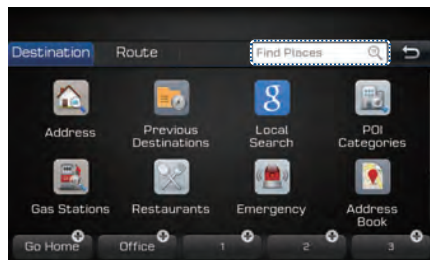 Destination Route Find Places
Address Previous Destinations Local Search POI Categories
Gas Stations Restaurants Emergency Address Book
Go Home Office 1 2 3